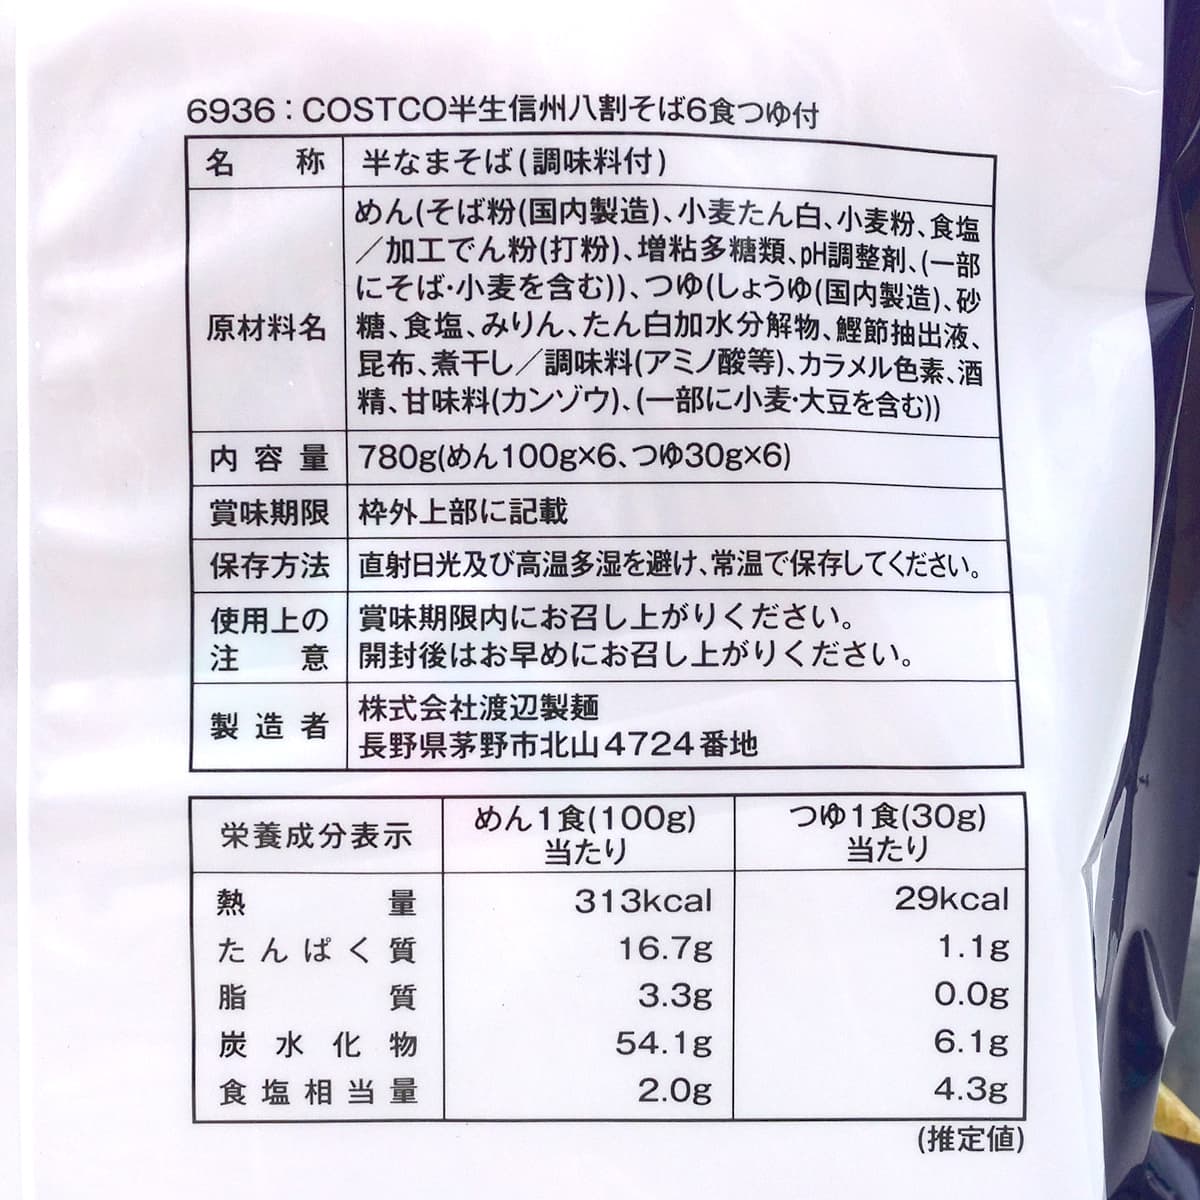 6936：COSTCO半生信州八割そば6食つゆ付
名称 半なまそば(調味料付)
原材料名
めん(そば粉(国内製造)、小麦たん白、小麦粉、食塩
／加工でん粉(打粉)、増粘多糖類、pH調整剤、(一部
にそば・小麦を含む))、つゆ(しょうゆ(国内製造)、砂
糖、食塩、みりん、たん白加水分解物、鰹節抽出液、
昆布、煮干し／調味料(アミノ酸等)、カラメル色素、酒
精、甘味料(カンゾウ)、(一部に小麦・大豆を含む))
内容量 780g(めん100g×6、つゆ30g×6)
賞味期限 枠外上部に記載
保存方法 直射日光及び高温多湿を避け、常温で保存してください。
使用上の注意
賞味期限内にお召し上がりください。
開封後はお早めにお召し上がりください。
製造者
株式会社渡辺製麺
長野県茅野市北山4724番地
栄養成分表示 めん1食(100g)当たり つゆ1食(30g)当たり
熱量 313kcal 29kcal
たんぱく質 16.7g 1.1g
脂質 3.3g 0.0g
炭水化物 54.1g 6.1g
食塩相当量 2.0g 4.3g
(推定値)